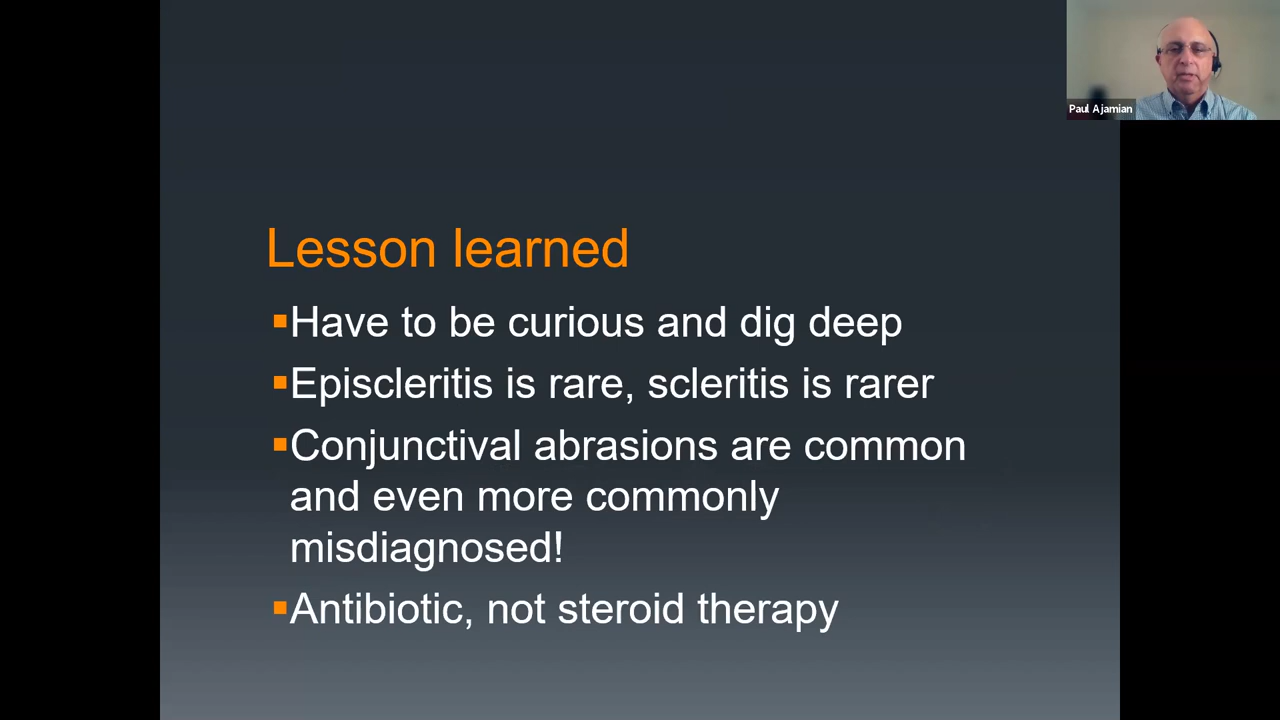 Paul Ajamian
Lesson learned
Have to be curious and dig deep
Episcleritis is rare, scleritis is rarer
Conjunctival abrasions are common
and even more commonly
misdiagnosed!
Antibiotic, not steroid therapy